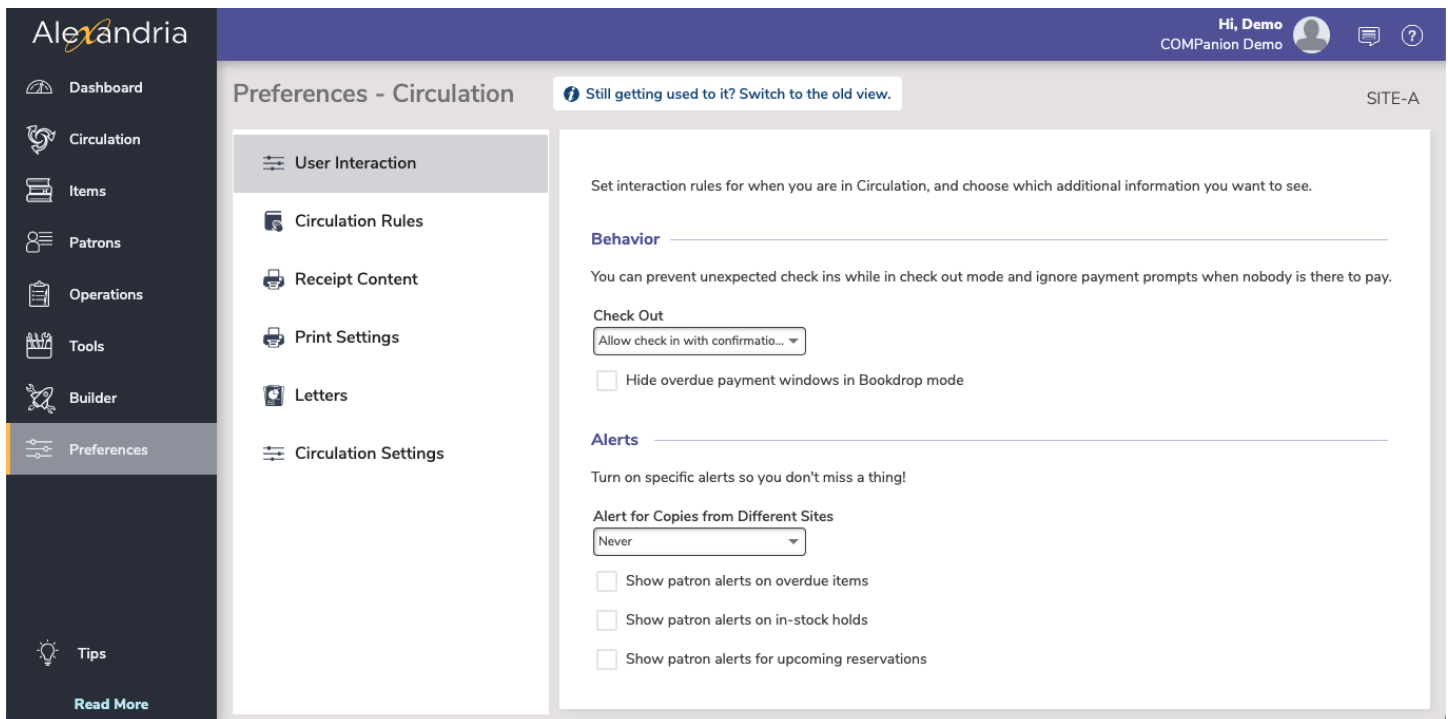 Alexandria
Hi, Demo
COMPanion Demo
?
Dashboard
Circulation
Items
Patrons
Operations
Tools
Builder
Preferences
Tips
Read More
Preferences - Circulation
Still getting used to it? Switch to the old view.
SITE-A
User Interaction
Circulation Rules
Receipt Content
Print Settings
Letters
Circulation Settings
Set interaction rules for when you are in Circulation, and choose which additional information you want to see.
Behavior
You can prevent unexpected check ins while in check out mode and ignore payment prompts when nobody is there to pay.
Check Out
Allow check in with confirmatio...
Hide overdue payment windows in Bookdrop mode
Alerts
Turn on specific alerts so you don't miss a thing!
Alert for Copies from Different Sites
Never
Show patron alerts on overdue items
Show patron alerts on in-stock holds
Show patron alerts for upcoming reservations